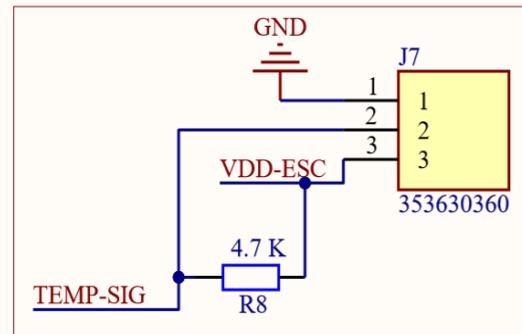 GND
J7
1 1
2 2
3 3
VDD-ESC
353630360
4.7 K
TEMP-SIG
R8